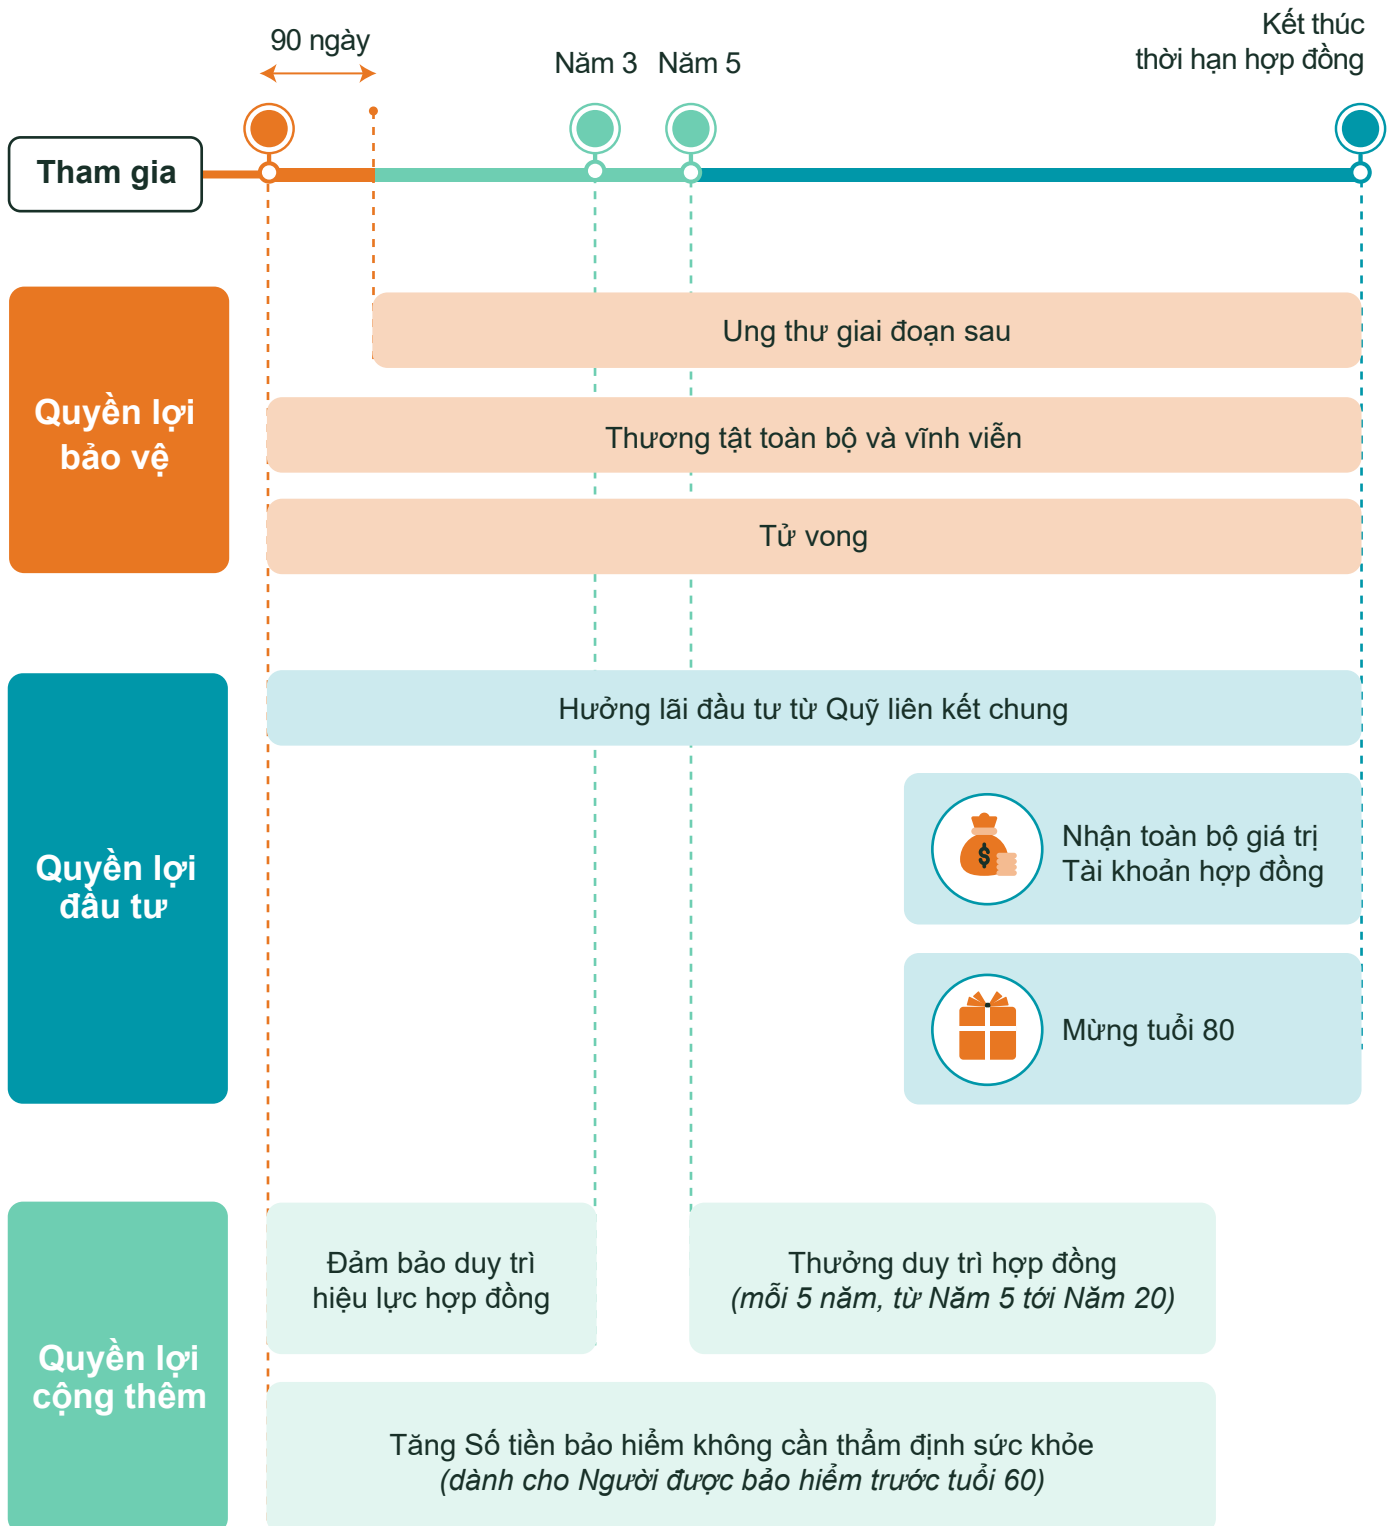 90 ngày
Năm 3
Năm 5
Kết thúc
thời hạn hợp đồng
Tham gia
Quyền lợi
bảo vệ
Ung thư giai đoạn sau
Thương tật toàn bộ và vĩnh viễn
Tử vong
Quyền lợi
đầu tư
Hưởng lãi đầu tư từ Quỹ liên kết chung
$
Nhận toàn bộ giá trị
Tài khoản hợp đồng
Mừng tuổi 80
Quyền lợi
cộng thêm
Đảm bảo duy trì
hiệu lực hợp đồng
Thưởng duy trì hợp đồng
(mỗi 5 năm, từ Năm 5 tới Năm 20)
Tăng Số tiền bảo hiểm không cần thẩm định sức khỏe
(dành cho Người được bảo hiểm trước tuổi 60)